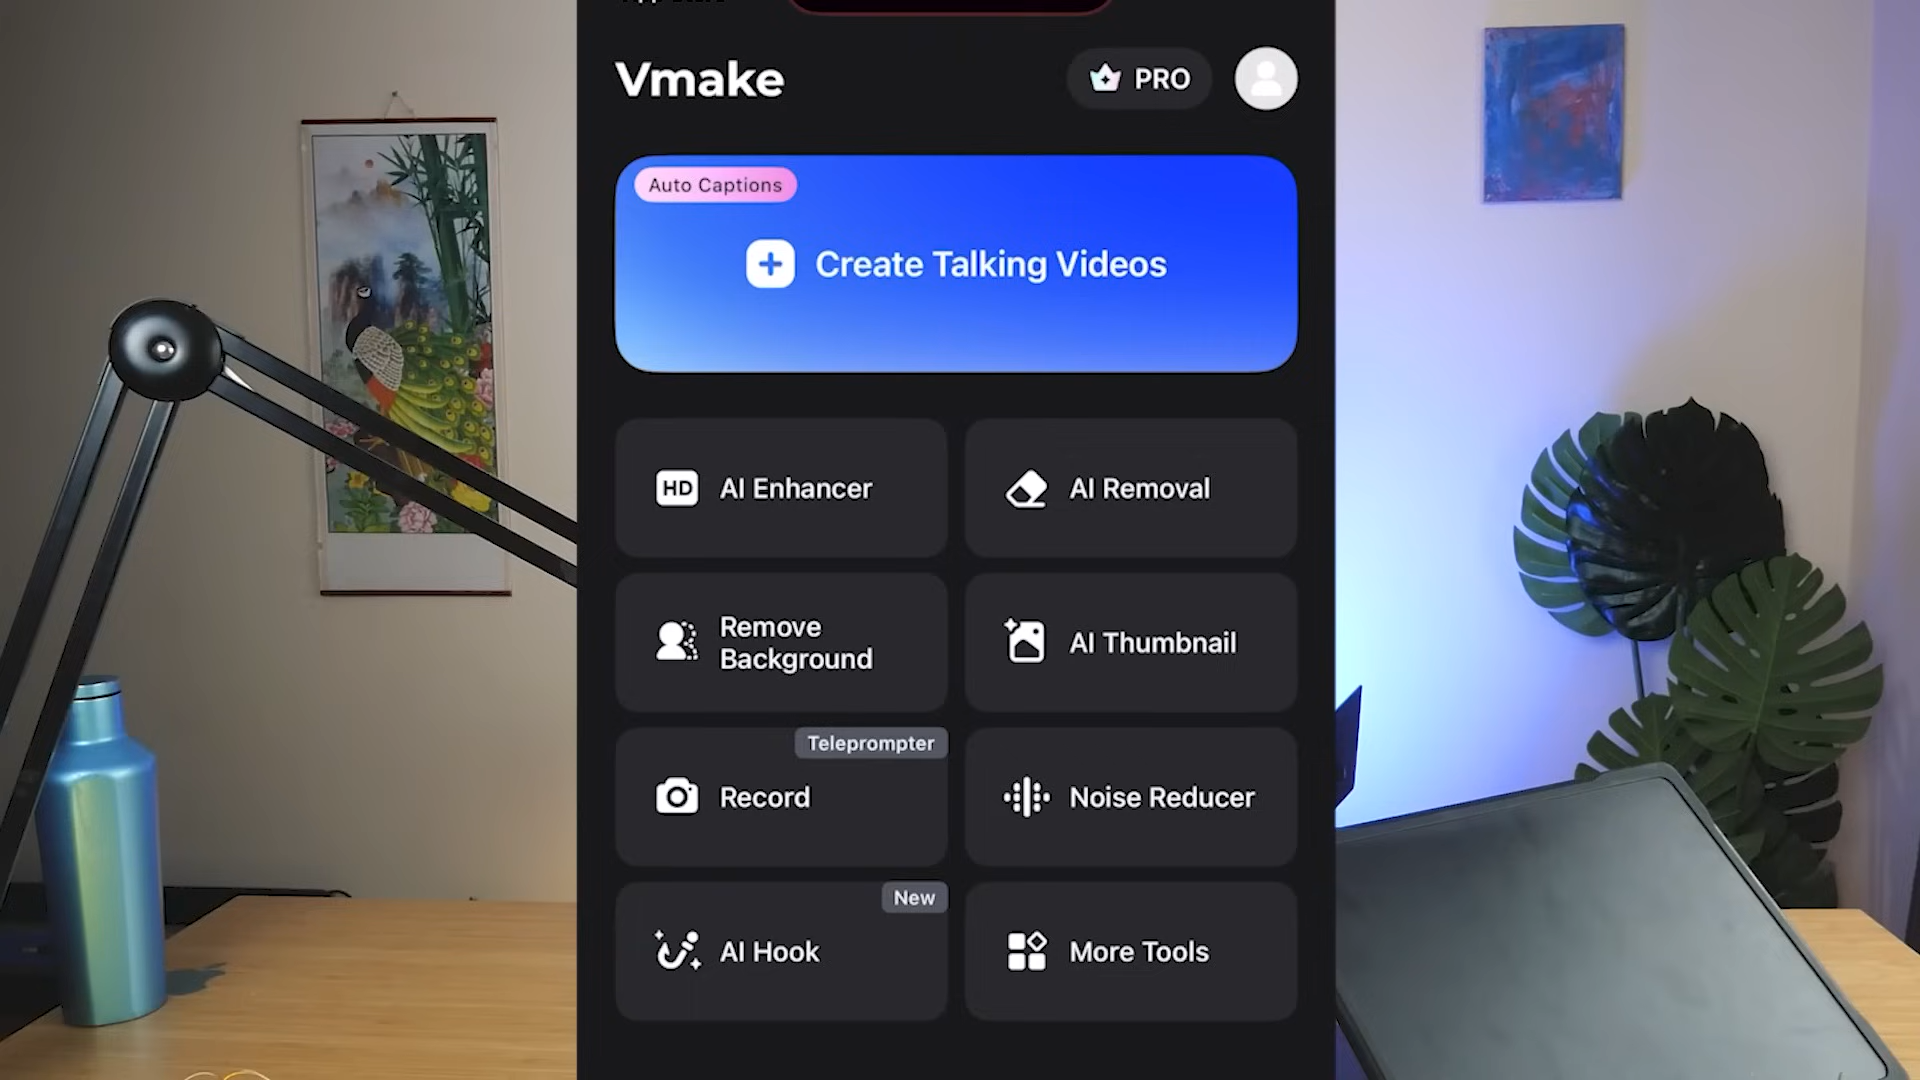 Vmake
PRO
Auto Captions
Create Talking Videos
HD
AI Enhancer
AI Removal
Remove
Background
AI Thumbnail
Teleprompter
Record
Noise Reducer
New
AI Hook
More Tools